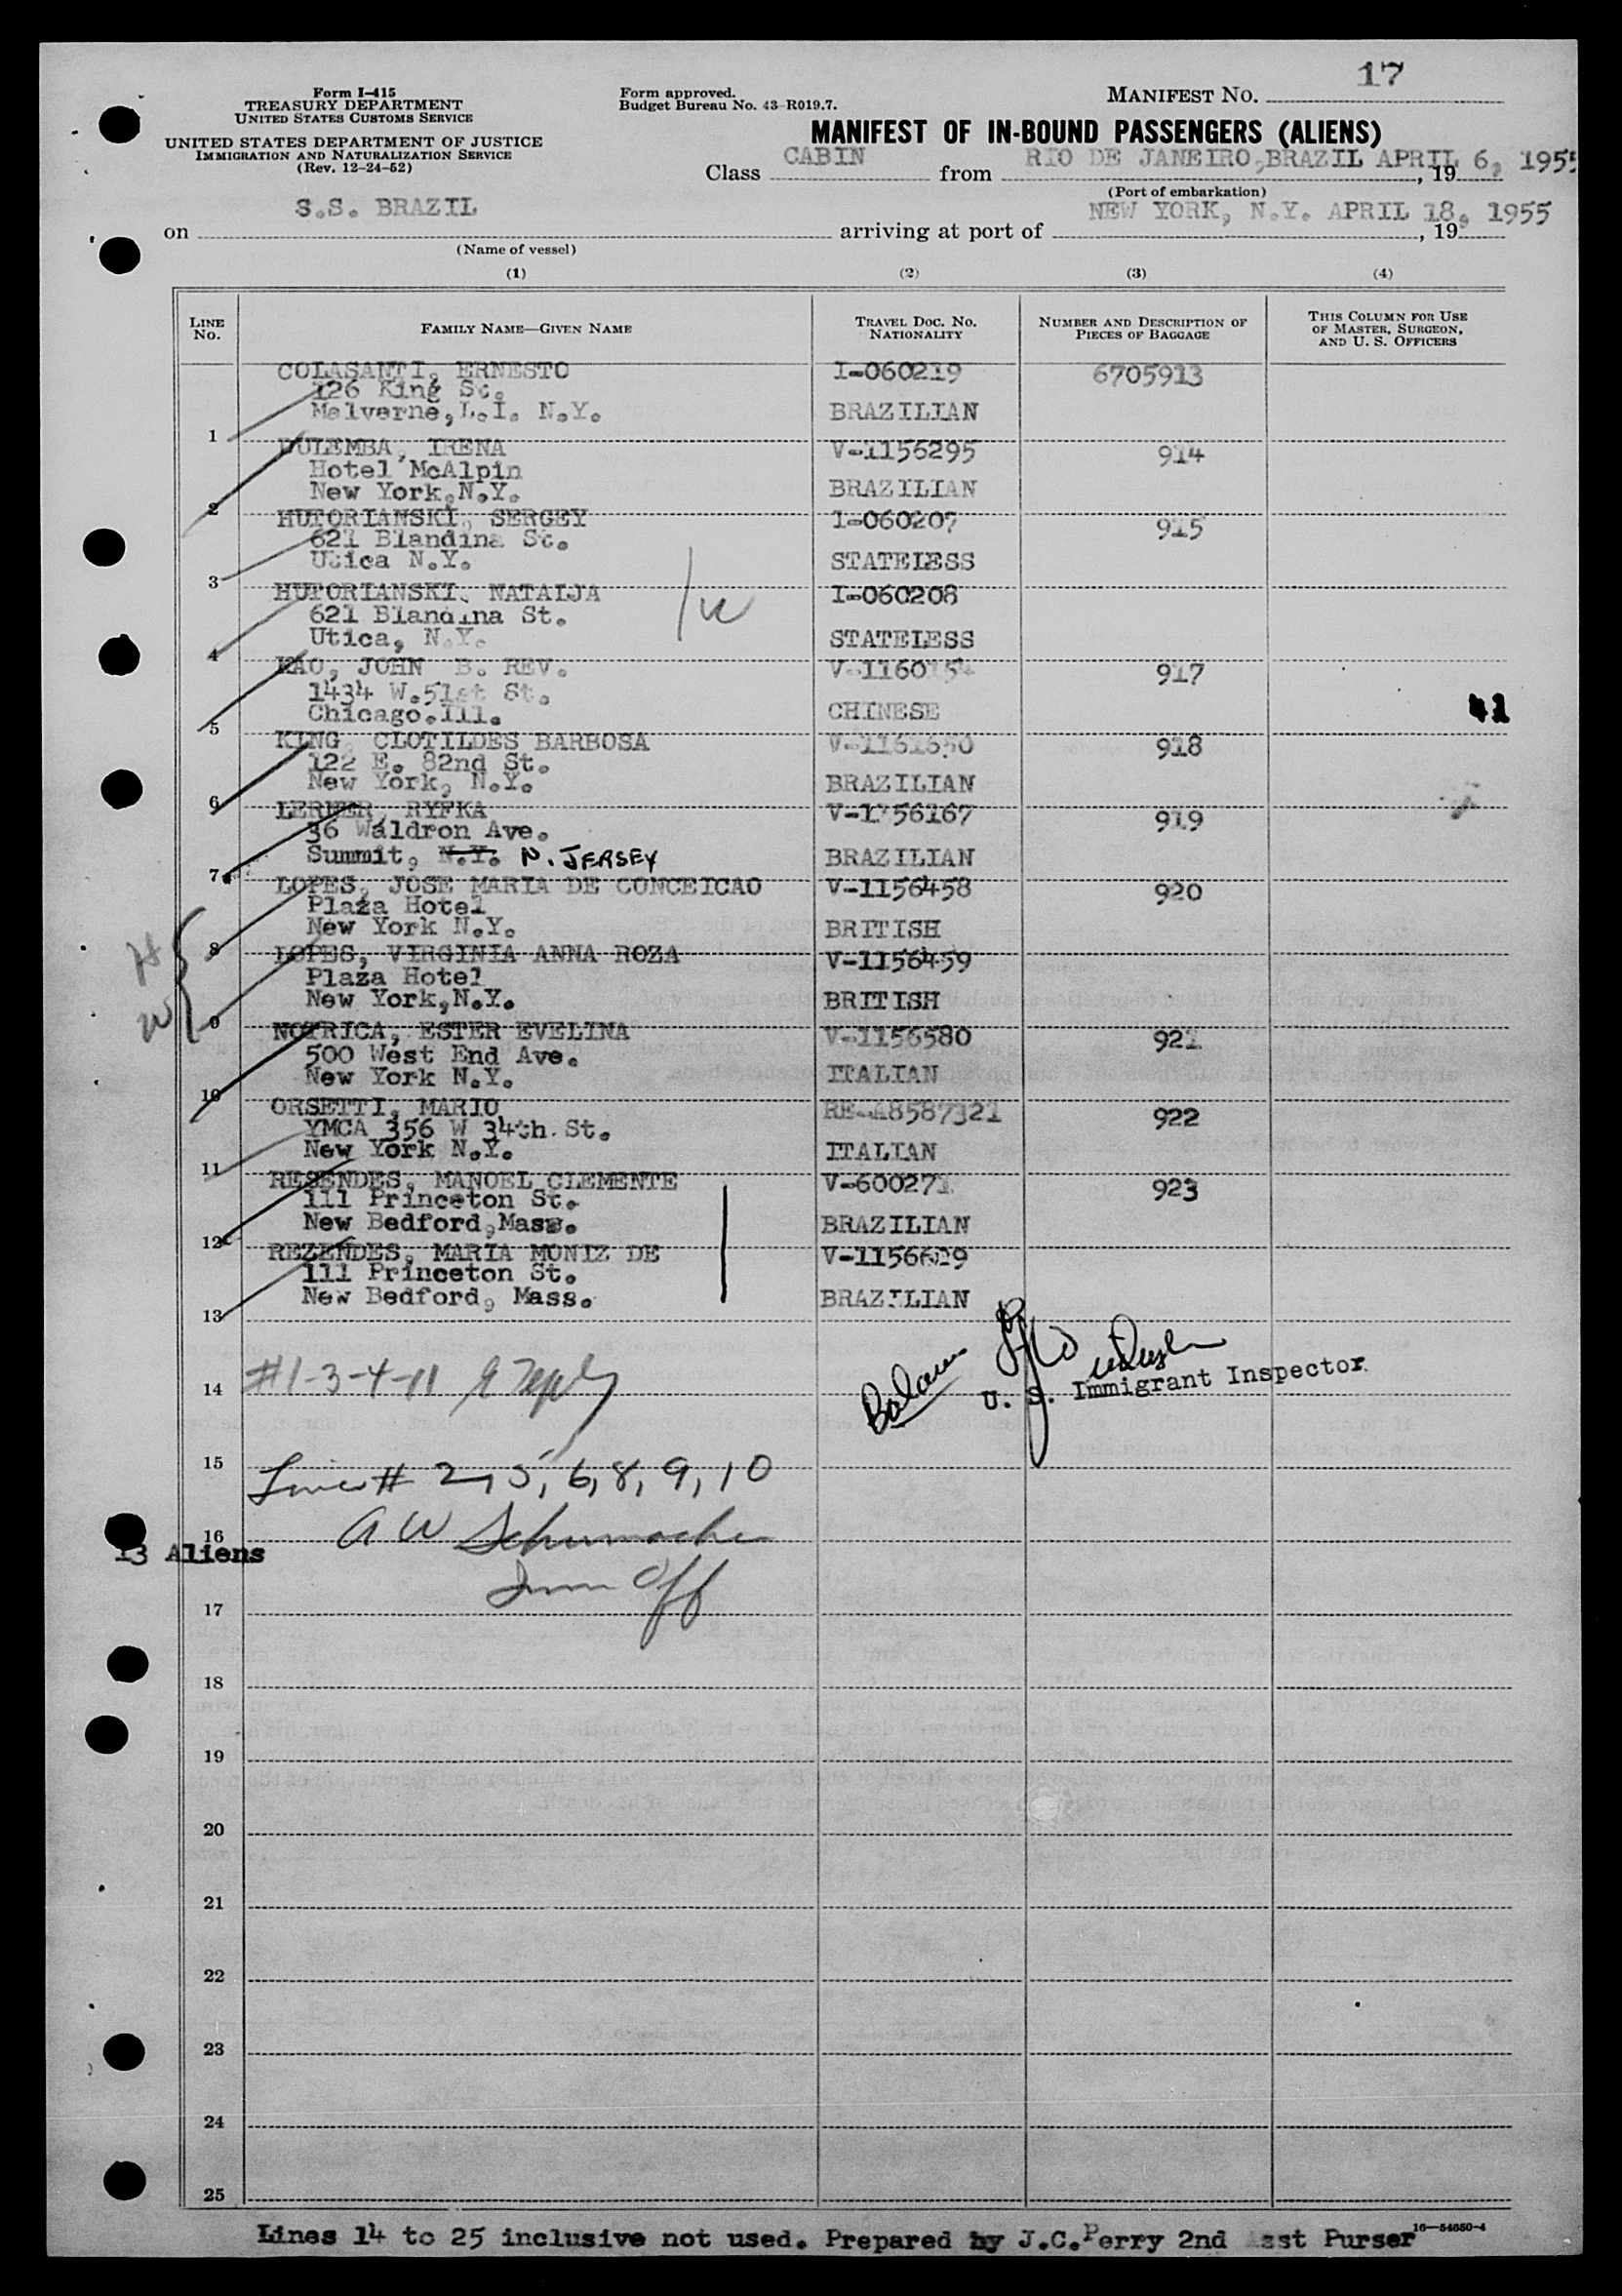 17
Form I-415
TREASURY DEPARTMENT
UNITED STATES CUSTOMS SERVICE
UNITED STATES DEPARTMENT OF JUSTICE
IMMIGRATION AND NATURALIZATION SERVICE
(Rev. 12-24-52)
Form approved.
Budget Bureau No. 43-R019.7.
MANIFEST NO.
MANIFEST OF IN-BOUND PASSENGERS (ALIENS)
Class CABIN from RIO DE JANEIRO, BRAZIL APRIL 6, 1955, 19
(Port of embarkation)
on S.S. BRAZIL arriving at port of NEW YORK, N.Y. APRIL 18, 1955, 19
(Name of vessel)
(1) (2) (3) (4)
LINE NO. FAMILY NAME—GIVEN NAME TRAVEL DOC. NO. NATIONALITY NUMBER AND DESCRIPTION OF PIECES OF BAGGAGE THIS COLUMN FOR USE OF MASTER, SURGEON, AND U. S. OFFICERS
COLASANTI, ERNESTO I-060219 6705913
126 King St.
Malverne, L.I. N.Y. BRAZILIAN
1
DULEMBA, IRENA V-1156295 914
Hotel McAlpin
New York, N.Y. BRAZILIAN
2
HUTORIANSKI, SERGEY I-060207 915
621 Blandina St.
Utica N.Y. STATELESS
3
HUTORIANSKI, NATALJA I-060208
621 Blandina St.
Utica, N.Y. STATELESS
4
KAO, JOHN B. REV. V-1160154 917
1434 W.51st St.
Chicago.Ill. CHINESE
41
5
KING, CLOTILDES BARBOSA V-1161650 918
122 E. 82nd St.
New York, N.Y. BRAZILIAN
6
LERNER, RYFKA 919
36 Waldron Ave.
Summit, N.Y. N. JERSEY BRAZILIAN
7
LOPES, JOSE MARIA DE CONCEICAO V-1156458 920
Plaza Hotel
New York N.Y. BRITISH
8
LOPES, VIRGINIA ANNA ROZA V-1156459
Plaza Hotel
New York,N.Y. BRITISH
H
W
9
NOTRICA, ESTER EVELINA V-1156580 921
500 West End Ave.
New York N.Y. ITALIAN
10
ORSETTI, MARIO RE-A8587321 922
YMCA 356 W 34th. St.
New York N.Y. ITALIAN
11
RESENDES, MANOEL CLEMENTE V-600271 923
111 Princeton St.
New Bedford,Mass. BRAZILIAN
12
REZENDES, MARIA MONIZ DE V-1156629
111 Princeton St.
New Bedford, Mass. BRAZILIAN
13
#1-3-4-11
14
U. S. Immigrant Inspector
15
Line # 2, 5, 6, 8, 9, 10
16
A W Schumacher
13 Aliens
Imm Off
17
18
19
20
21
22
23
24
25
Lines 14 to 25 inclusive not used. Prepared by J.C.Perry 2nd Asst Purser
16—54650-4